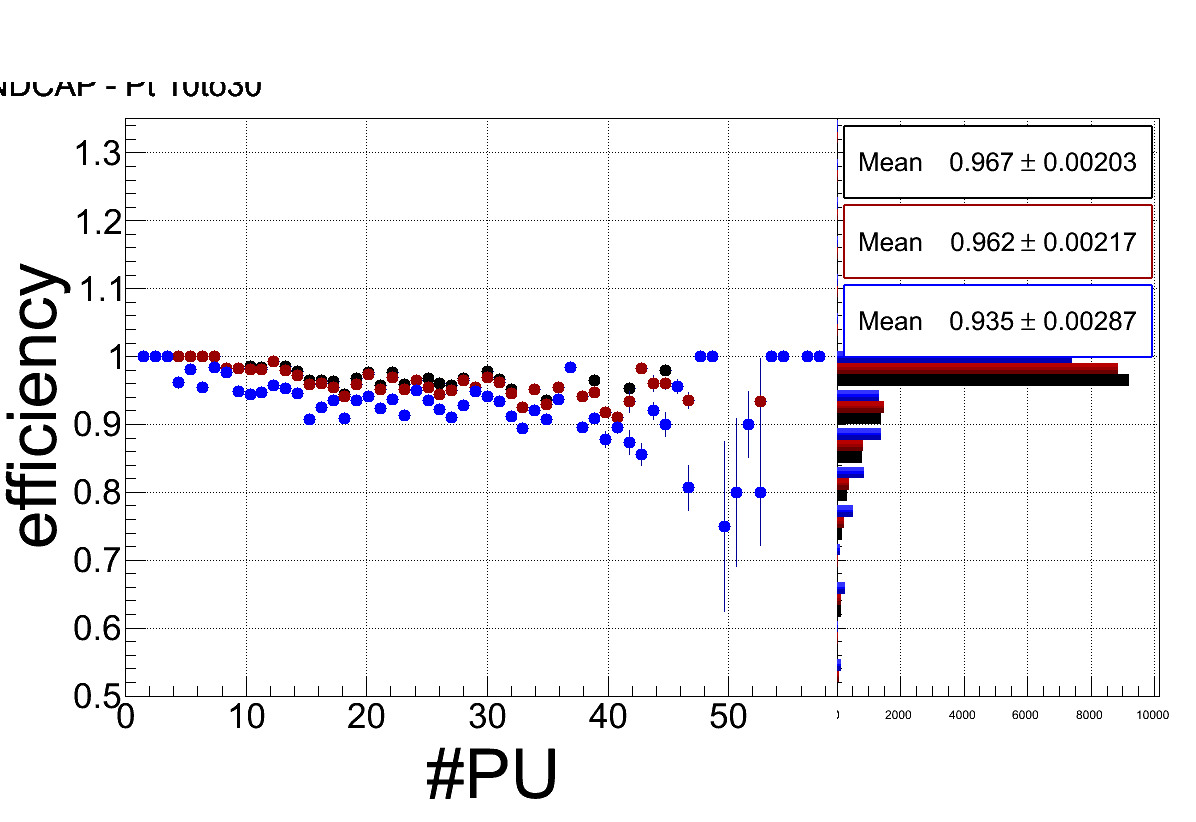 NDCAP - Pt 10to30
efficiency
1.3
1.2
1.1
1
0.9
0.8
0.7
0.6
0.5
0 10 20 30 40 50
#PU
Mean 0.967 ± 0.00203
Mean 0.962 ± 0.00217
Mean 0.935 ± 0.00287
2000 4000 6000 8000 10000